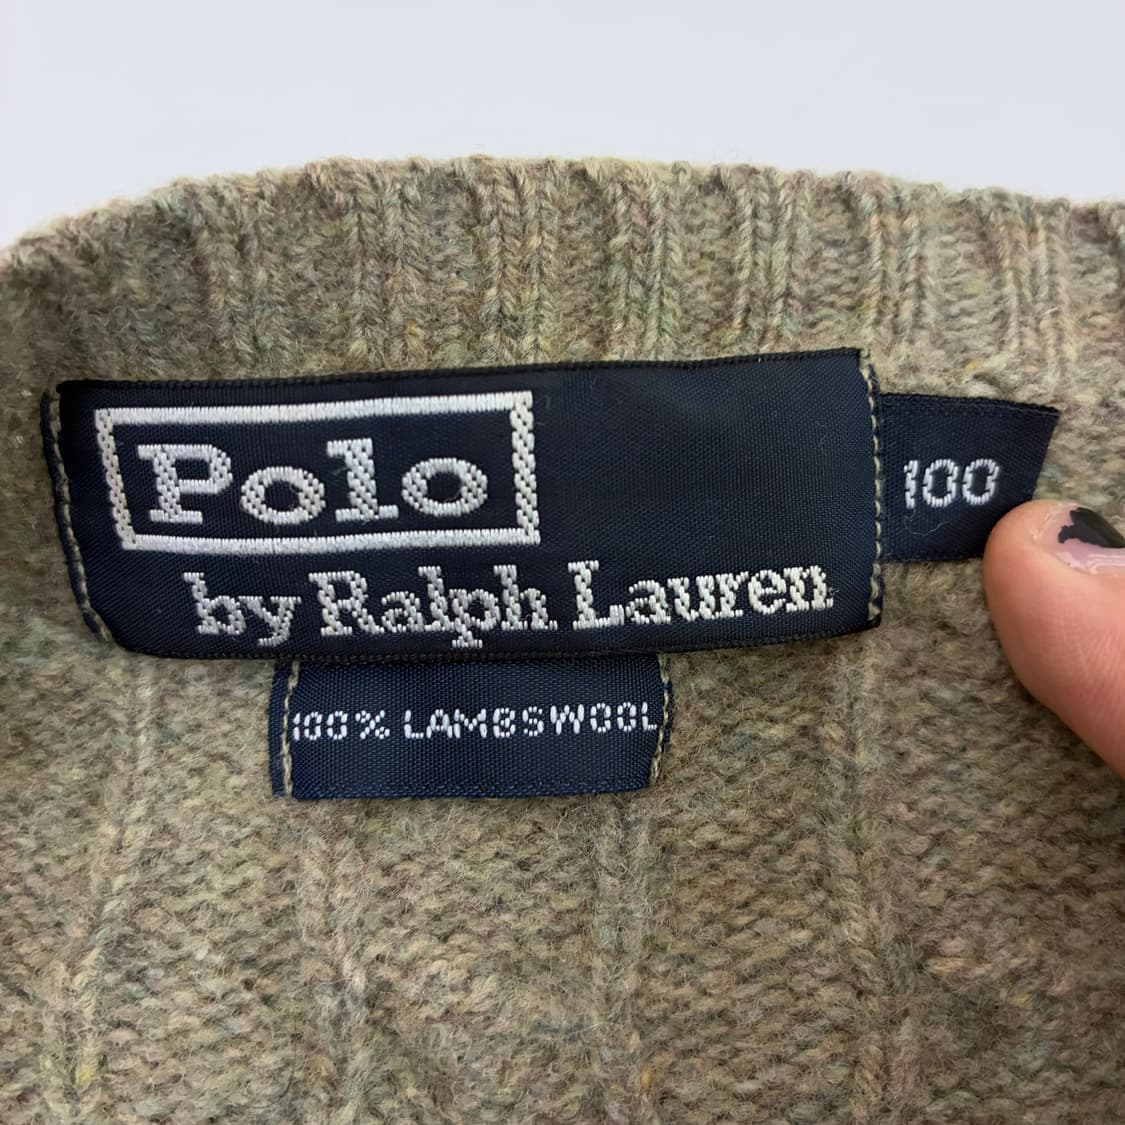 Polo
by Ralph Lauren
100
100% LAMBSWOOL